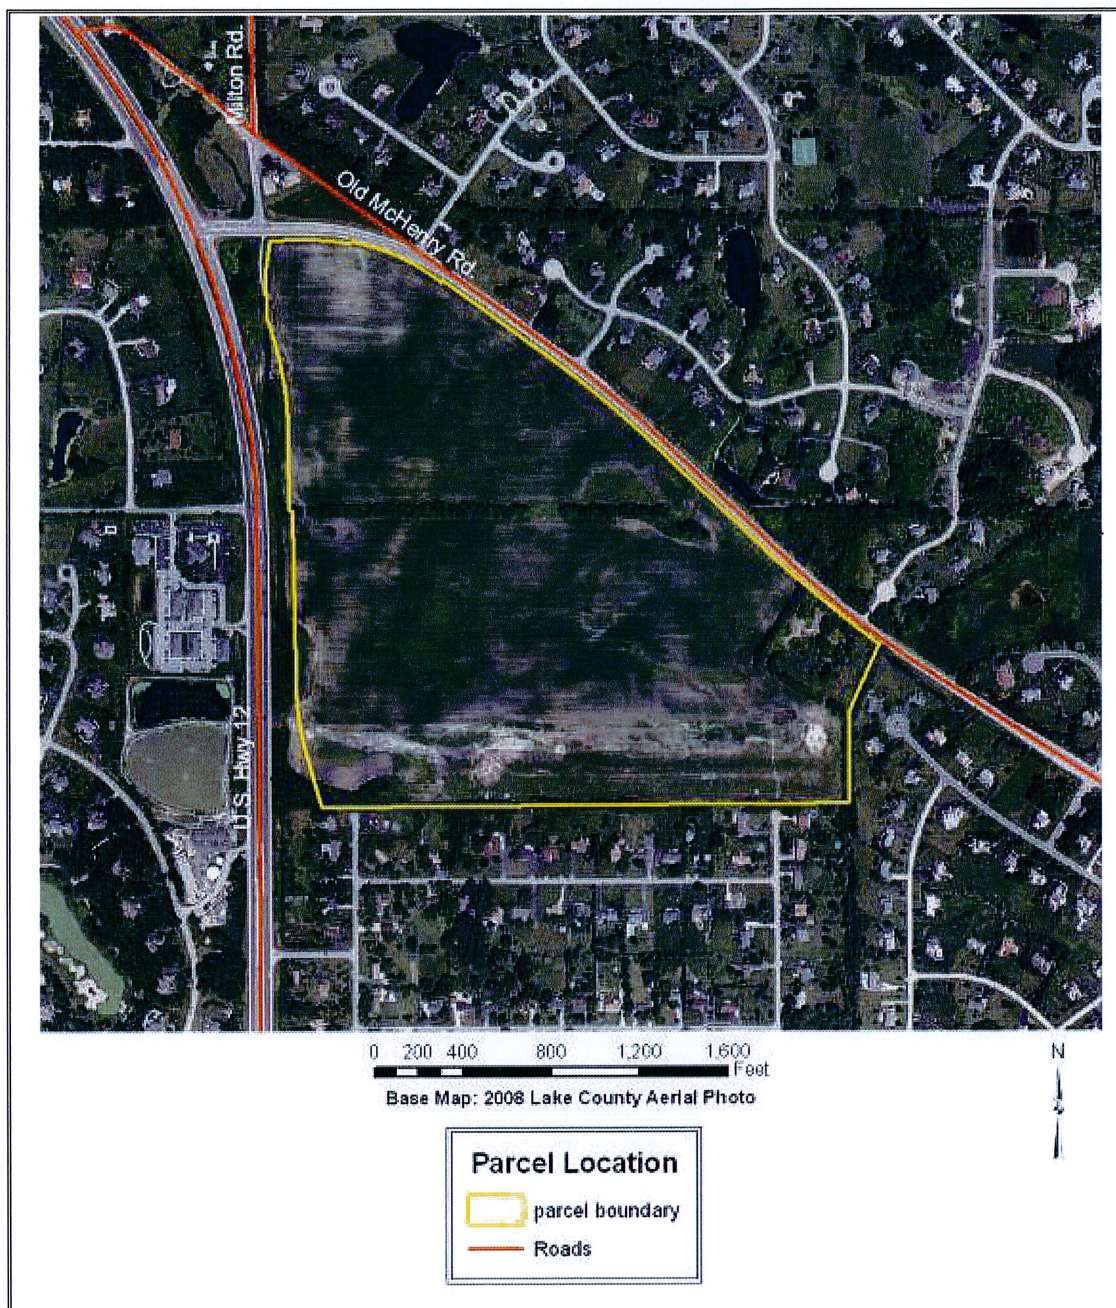 Milton Rd.
Old McHenry Rd.
U.S. Hwy 12
0 200 400 800 1,200 1,600
Feet
Base Map: 2008 Lake County Aerial Photo
N
Parcel Location
parcel boundary
Roads